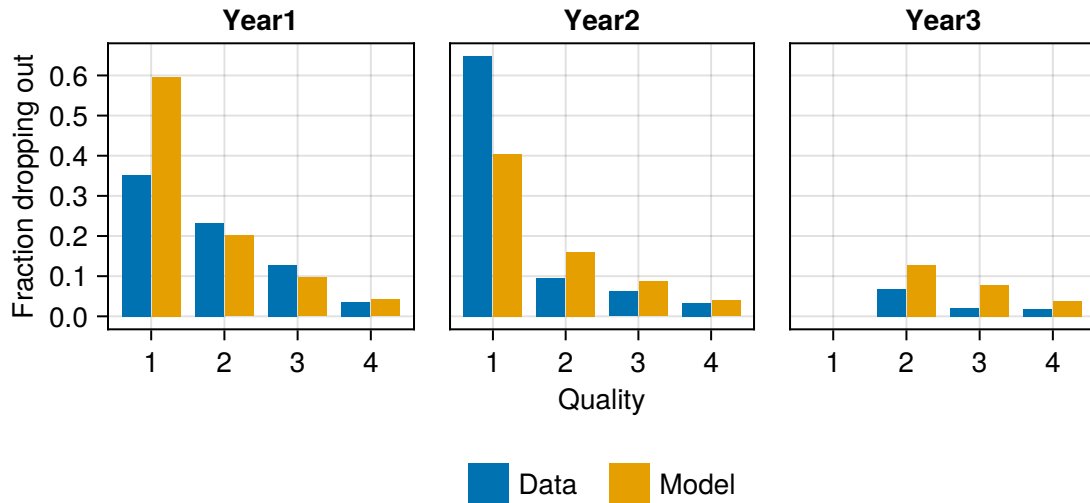 Year1 Year2 Year3
Fraction dropping out
0.6
0.5
0.4
0.3
0.2
0.1
0.0
1 2 3 4 1 2 3 4 1 2 3 4
Quality
Data Model